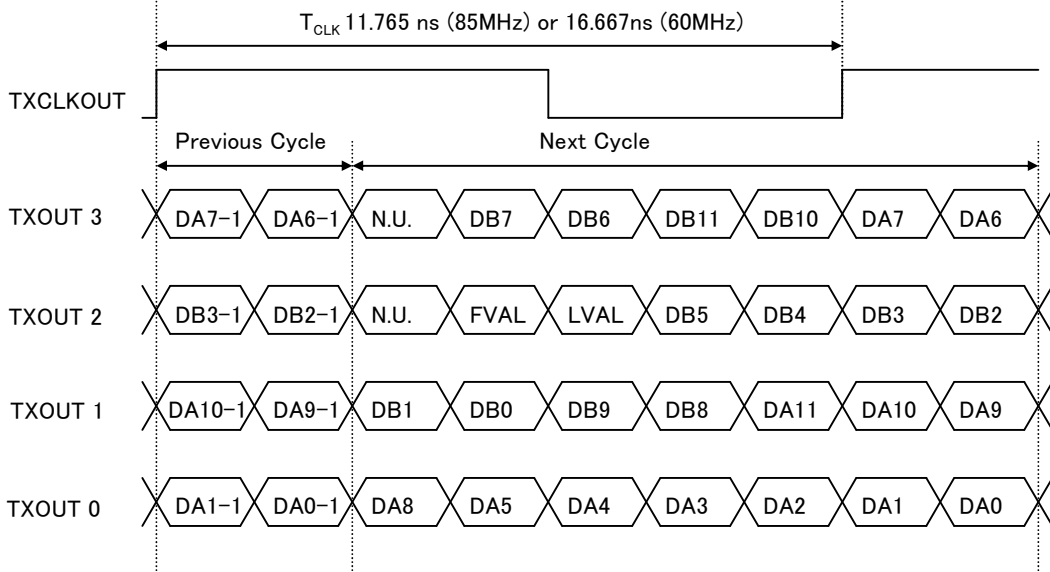 T_CLK 11.765 ns (85MHz) or 16.667ns (60MHz)
TXCLKOUT
Previous Cycle Next Cycle
TXOUT 3 DA7-1 DA6-1 N.U. DB7 DB6 DB11 DB10 DA7 DA6
TXOUT 2 DB3-1 DB2-1 N.U. FVAL LVAL DB5 DB4 DB3 DB2
TXOUT 1 DA10-1 DA9-1 DB1 DB0 DB9 DB8 DA11 DA10 DA9
TXOUT 0 DA1-1 DA0-1 DA8 DA5 DA4 DA3 DA2 DA1 DA0